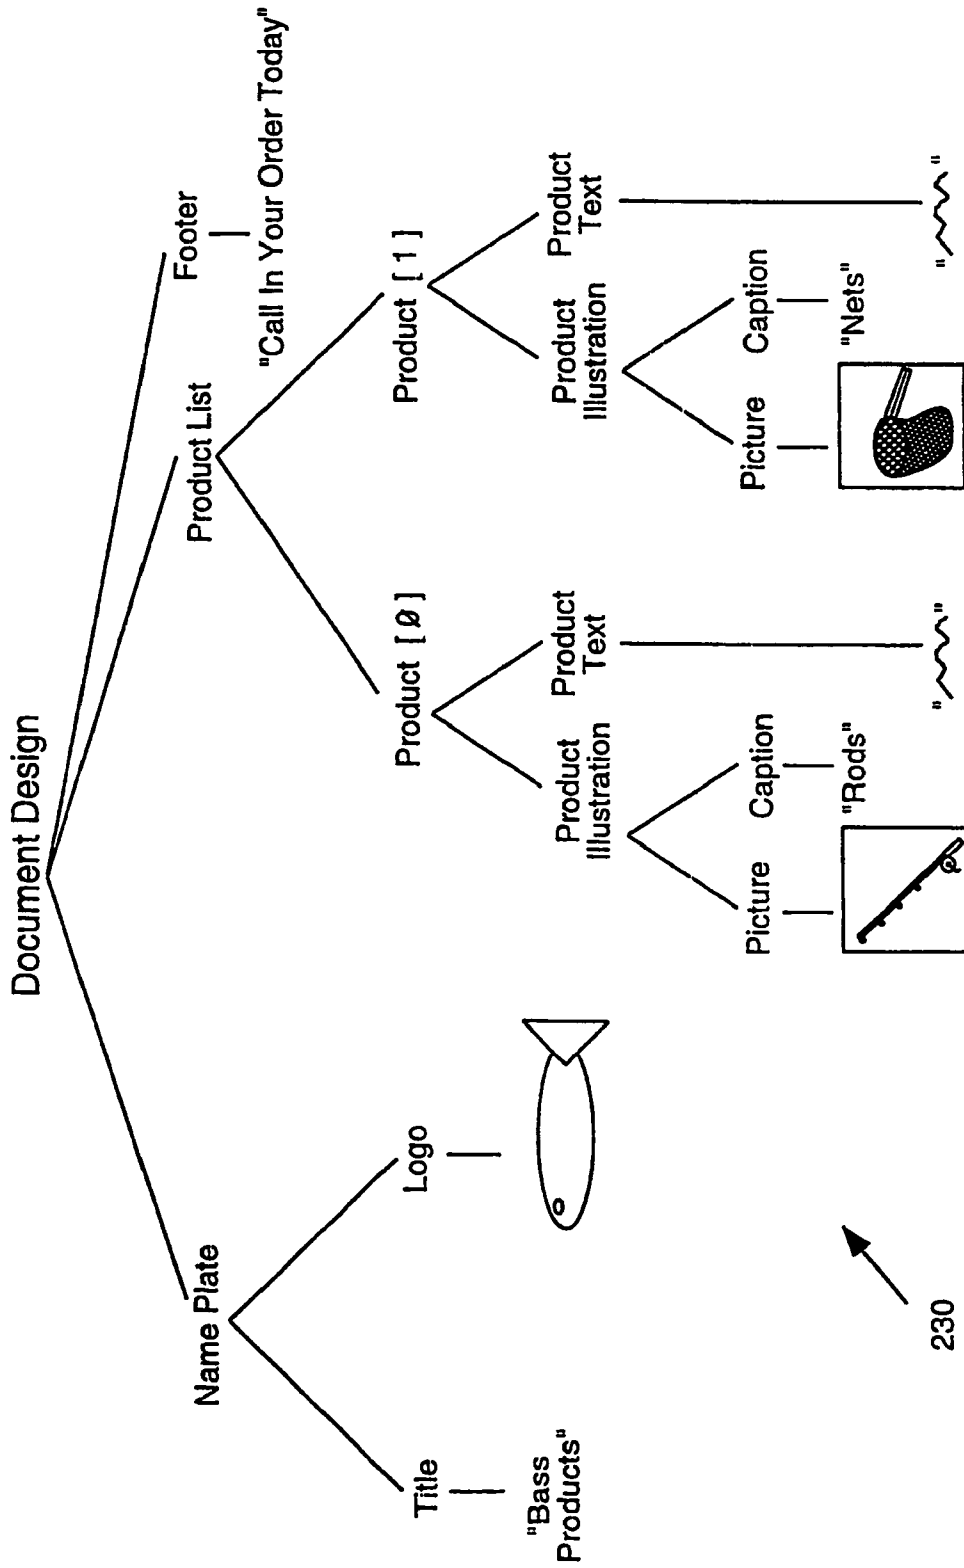 Document Design
Name Plate
Product List
Footer
"Call In Your Order Today"
Title
Logo
Product [0]
Product [1]
"Bass
Products"
Product
Illustration
Product
Text
Product
Illustration
Product
Text
Picture
Caption
Picture
Caption
"Rods"
"Nets"
230